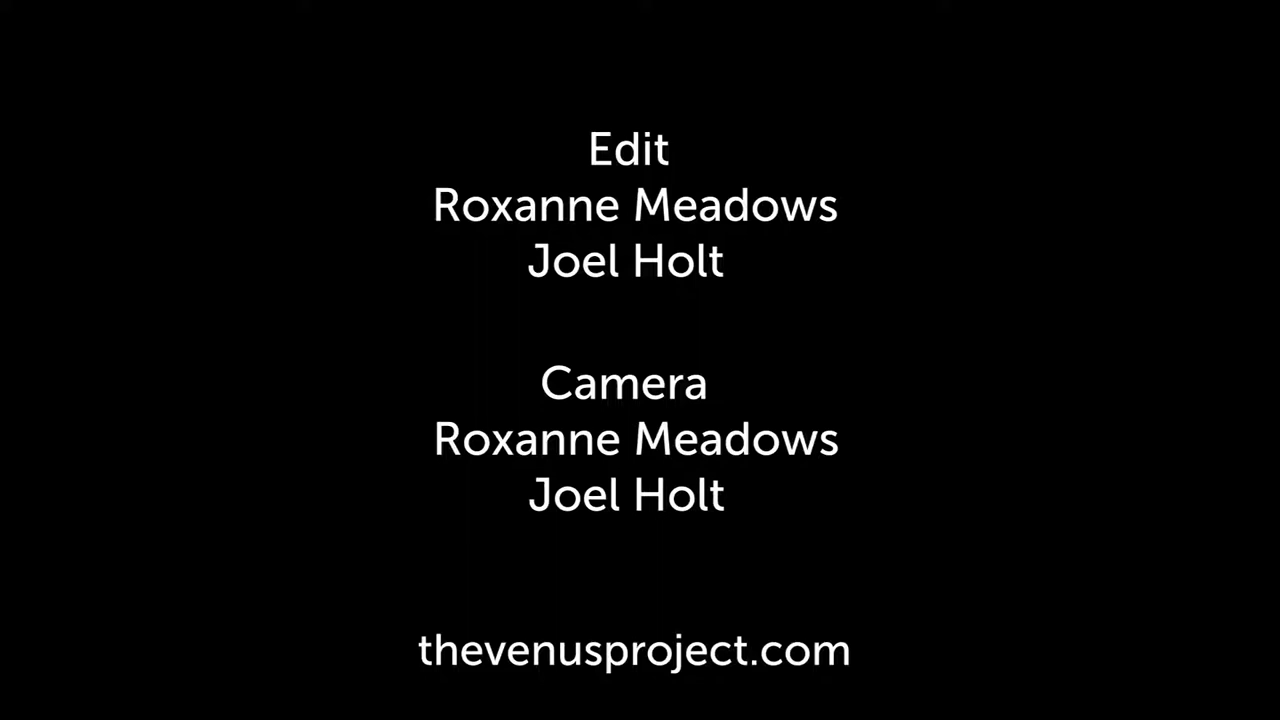 Edit
Roxanne Meadows
Joel Holt
Camera
Roxanne Meadows
Joel Holt
thevenusproject.com